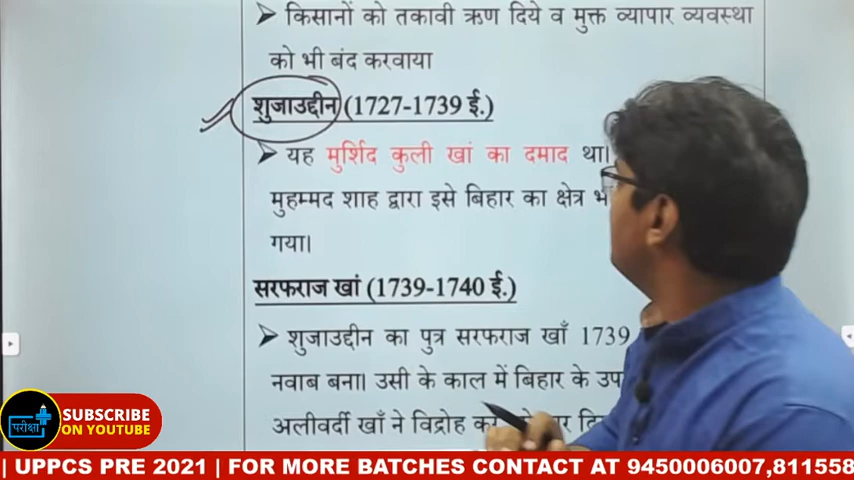 ➤ किसानों को तकावी ऋण दिये व मुक्त व्यापार व्यवस्था
को भी बंद करवाया
शुजाउद्दीन (1727-1739 ई.)
➤ यह मुर्शिद कुली खां का दमाद था।
मुहम्मद शाह द्वारा इसे बिहार का क्षेत्र
गया।
सरफराज खां (1739-1740 ई.)
➤ शुजाउद्दीन का पुत्र सरफराज खाँ 1739
नवाब बना। उसी के काल में बिहार के
अलीवर्दी खाँ ने विद्रोह
परीक्षा
SUBSCRIBE
ON YOUTUBE
| UPPCS PRE 2021 | FOR MORE BATCHES CONTACT AT 9450006007,811558